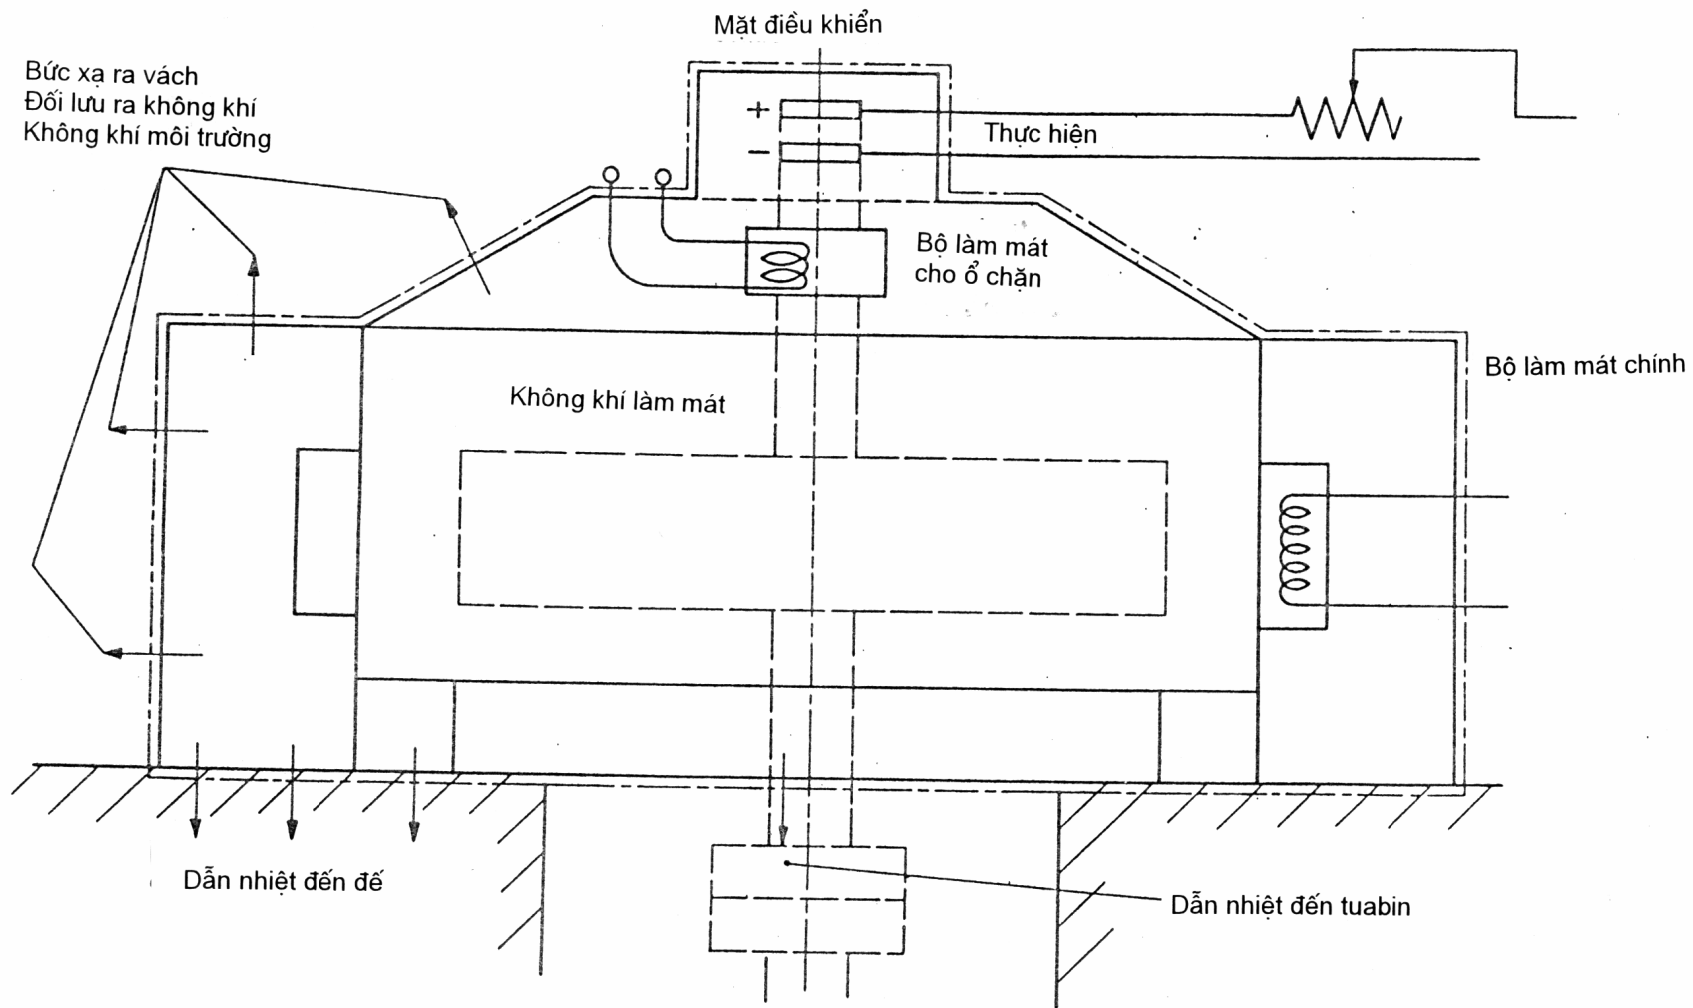 Mặt điều khiển
Bức xạ ra vách
Đối lưu ra không khí
Không khí môi trường
+
Thực hiện
−
Bộ làm mát
cho ổ chặn
Bộ làm mát chính
Không khí làm mát
Dẫn nhiệt đến đế
Dẫn nhiệt đến tuabin